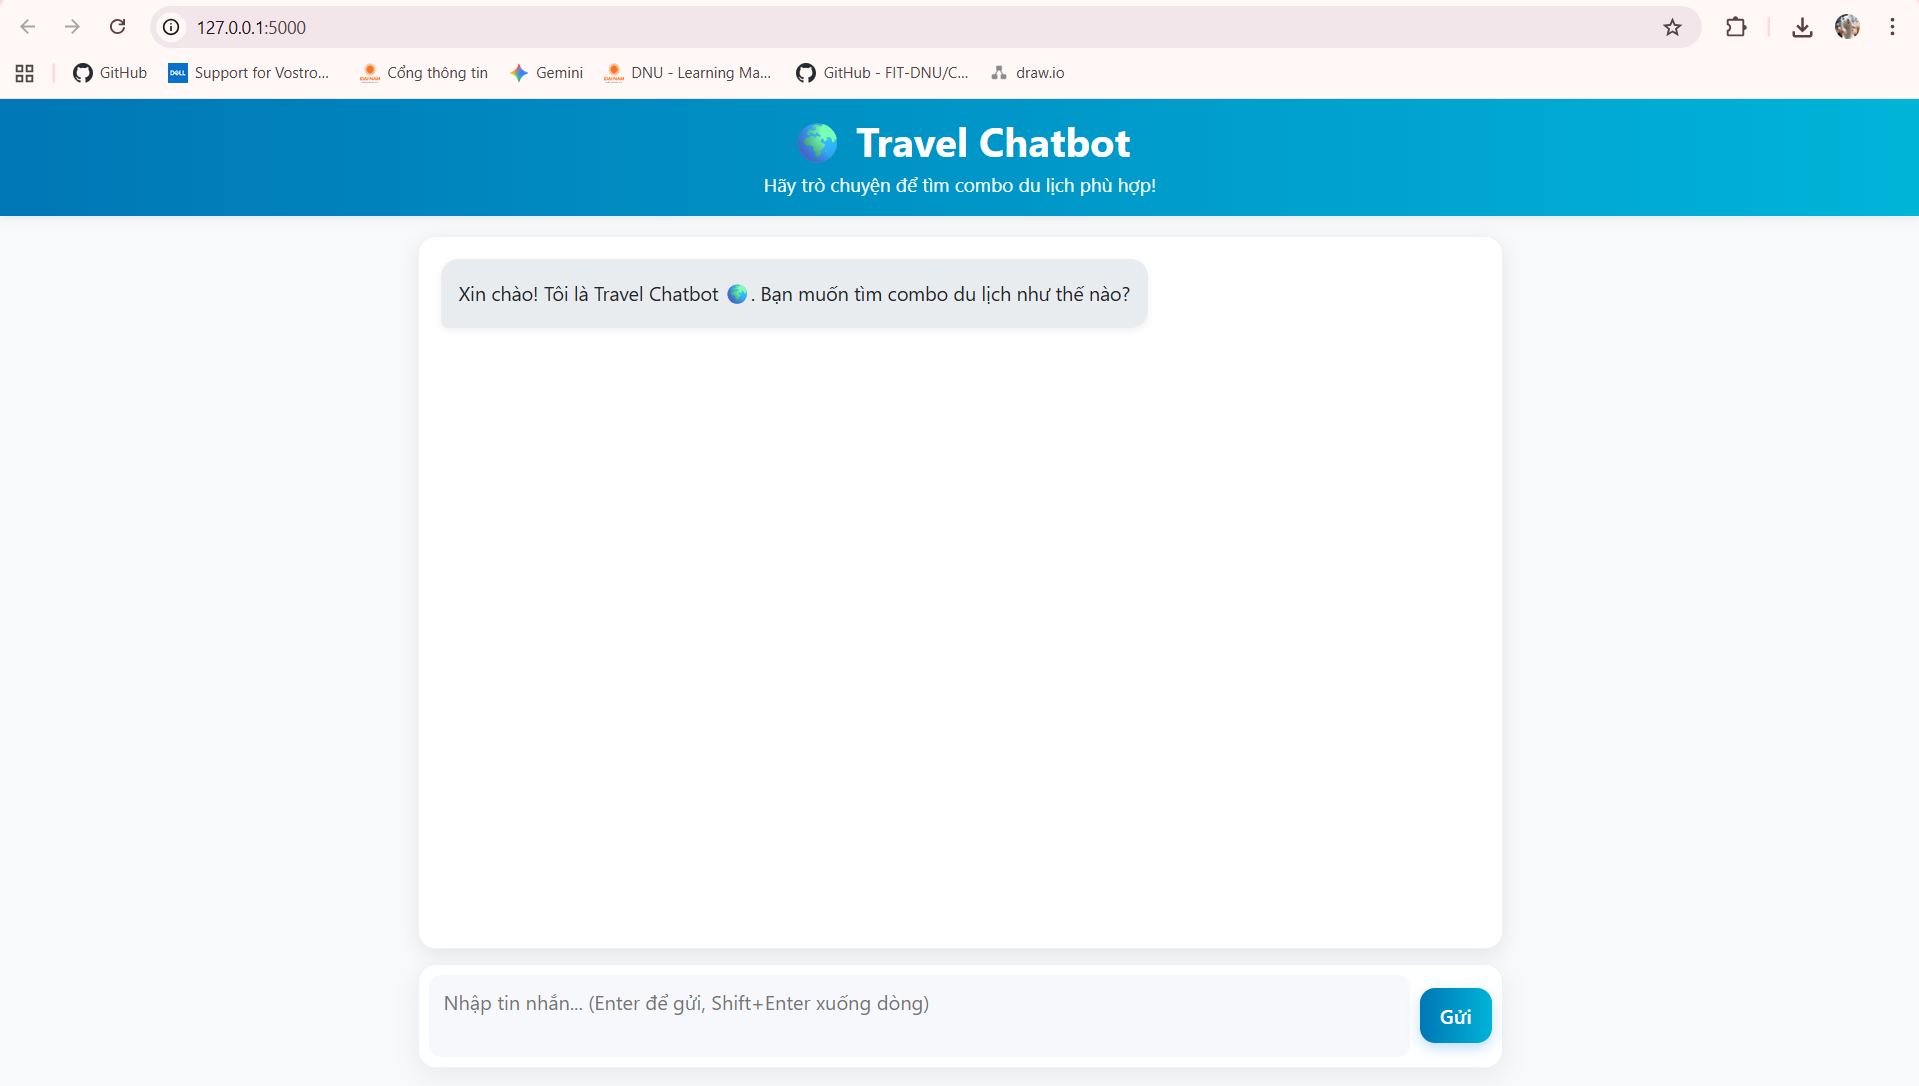 127.0.0.1:5000
GitHub
DELL
Support for Vostro...
Cổng thông tin
Gemini
DNU - Learning Ma...
GitHub - FIT-DNU/C...
draw.io
Travel Chatbot
Hãy trò chuyện để tìm combo du lịch phù hợp!
Xin chào! Tôi là Travel Chatbot 🌍. Bạn muốn tìm combo du lịch như thế nào?
Nhập tin nhắn... (Enter để gửi, Shift+Enter xuống dòng)
Gửi